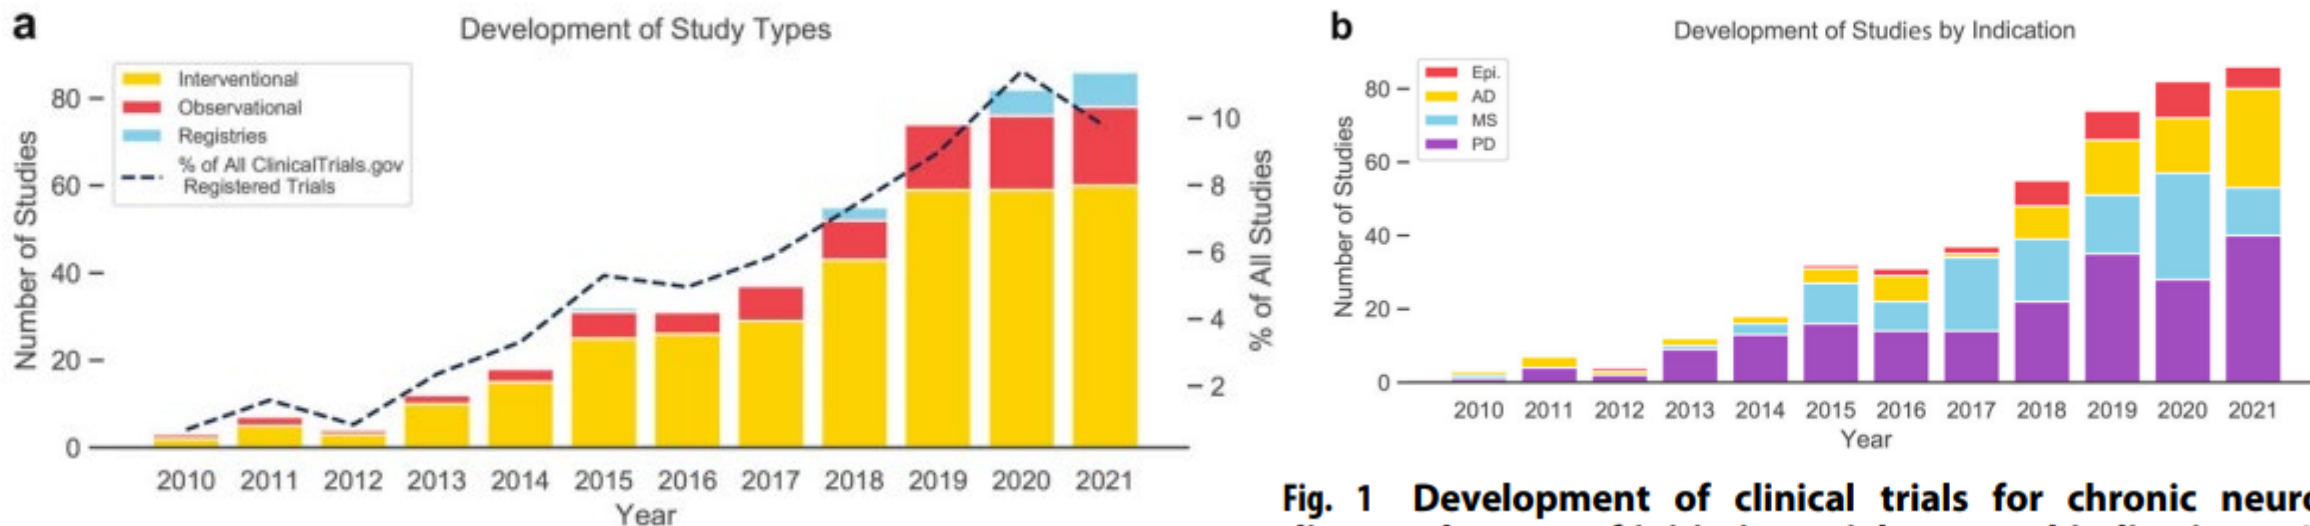 a
Development of Study Types
Interventional
Observational
Registries
% of All ClinicalTrials.gov
Registered Trials
Number of Studies
80
60
40
20
0
% of All Studies
10
8
6
4
2
2010 2011 2012 2013 2014 2015 2016 2017 2018 2019 2020 2021
Year
b
Development of Studies by Indication
Epi.
AD
MS
PD
Number of Studies
80
60
40
20
0
2010 2011 2012 2013 2014 2015 2016 2017 2018 2019 2020 2021
Year
Fig. 1 Development of clinical trials for chronic neuro